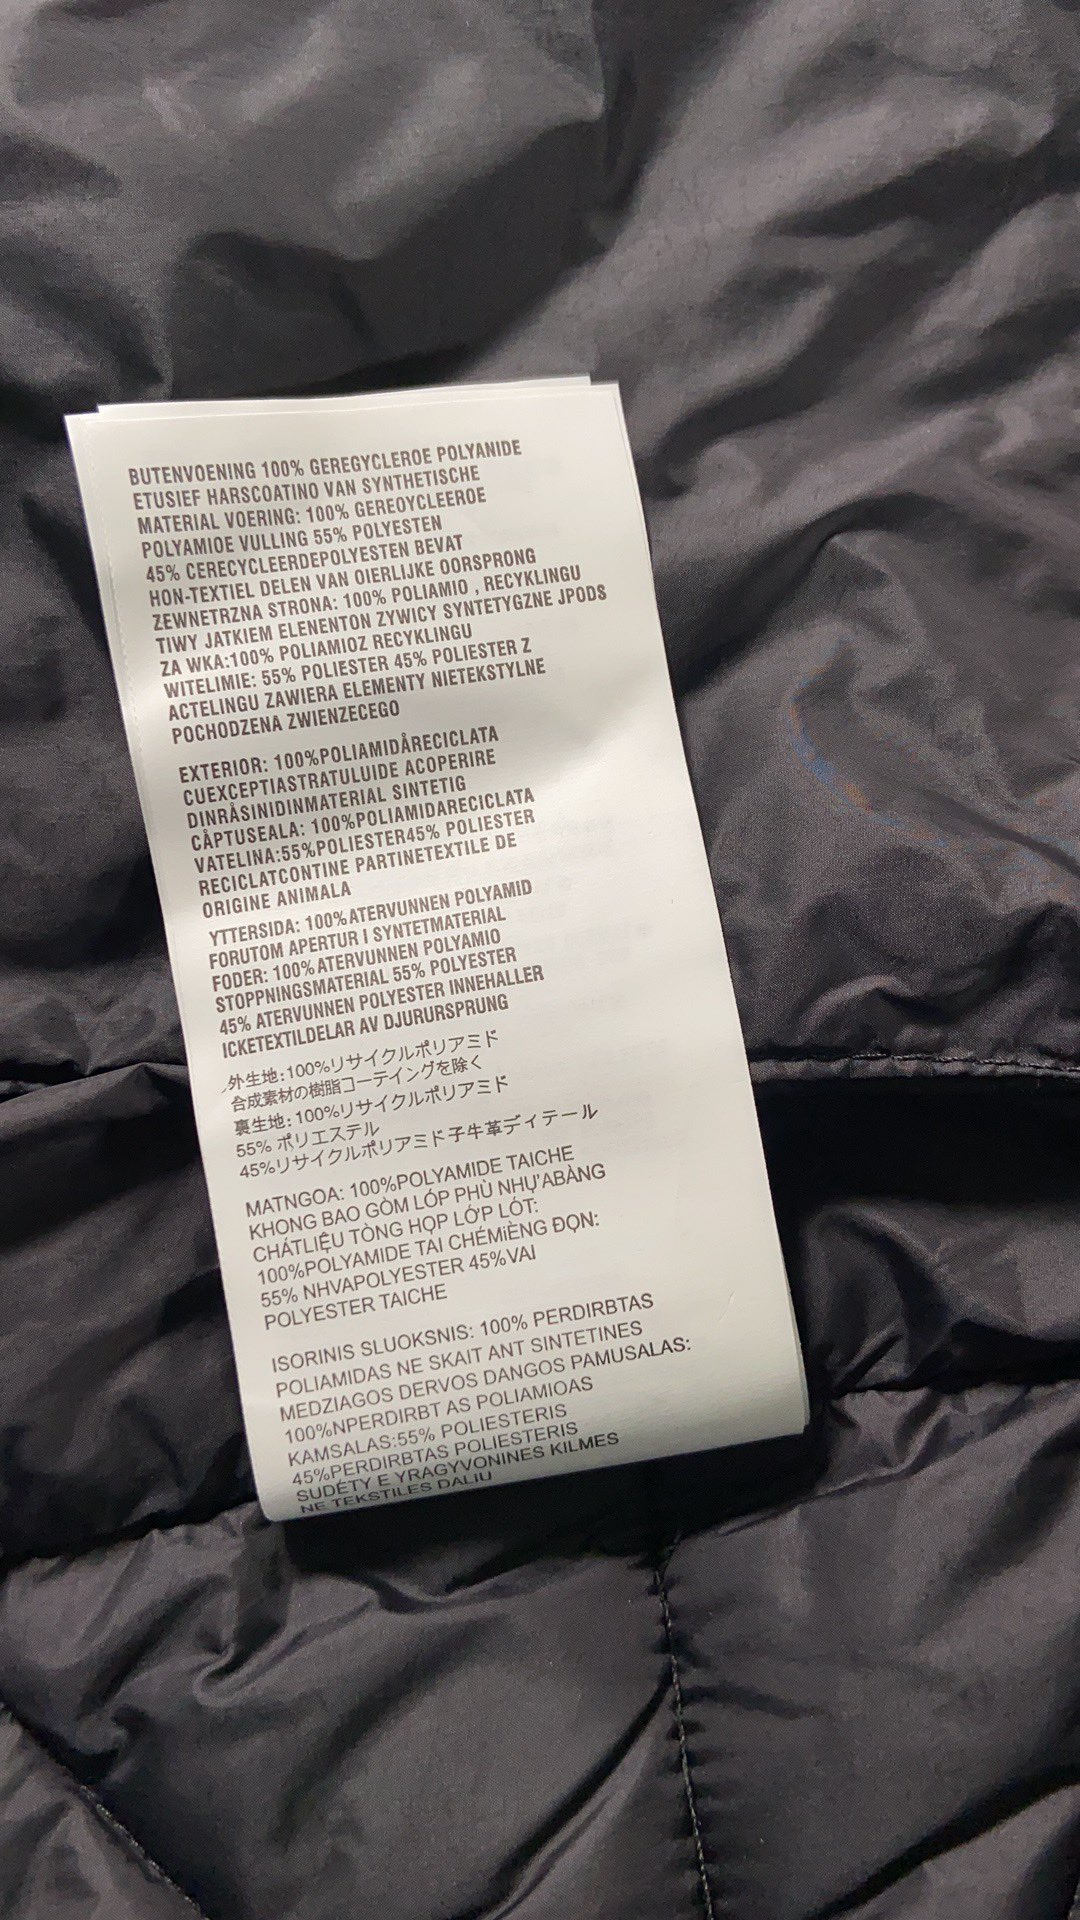 BUTENVOENING 100% GEREGYCLEROE POLYANIDE
ETUSIEF HARSCOATINO VAN SYNTHETISCHE
MATERIAL VOERING: 100% GEREOYCLEEROE
POLYAMIOE VULLING 55% POLYESTEN
45% CERECYCLEERDEPOLYESTEN BEVAT
HON-TEXTIEL DELEN VAN OIERLIJKE OORSPRONG
ZEWNETRZNA STRONA: 100% POLIAMIO , RECYKLINGU
TIWY JATKIEM ELENENTON ZYWICY SYNTETYGZNE JPODS
ZA WKA:100% POLIAMIOZ RECYKLINGU
WITELIMIE: 55% POLIESTER 45% POLIESTER Z
ACTELINGU ZAWIERA ELEMENTY NIETEKSTYLNE
POCHODZENA ZWIENZECEGO
EXTERIOR: 100%POLIAMIDÅRECICLATA
CUEXCEPTIASTRATULUIDE ACOPERIRE
DINRÅSINIDINMATERIAL SINTETIG
CÅPTUSEALA: 100%POLIAMIDARECICLATA
VATELINA:55%POLIESTER45% POLIESTER
RECICLATCONTINE PARTINETEXTILE DE
ORIGINE ANIMALA
YTTERSIDA: 100%ATERVUNNEN POLYAMID
FORUTOM APERTUR I SYNTETMATERIAL
FODER: 100%ATERVUNNEN POLYAMIO
STOPPNINGSMATERIAL 55% POLYESTER
45% ATERVUNNEN POLYESTER INNEHALLER
ICKETEXTILDELAR AV DJURURSPRUNG
外生地:100%リサイクルポリアミド
合成素材の樹脂コーテイングを除く
裏生地:100%リサイクルポリアミド
55% ポリエステル
45%リサイクルポリアミド子牛革ディテール
MATNGOA: 100%POLYAMIDE TAICHE
KHONG BAO GÒM LÓP PHÙ NHỰ'ABÀNG
CHÁTLIỆU TÒNG HỌP LỚP LÓT:
100%POLYAMIDE TAI CHÉMiÈNG ĐỌN:
55% NHVAPOLYESTER 45%VAI
POLYESTER TAICHE
ISORINIS SLUOKSNIS: 100% PERDIRBTAS
POLIAMIDAS NE SKAIT ANT SINTETINES
MEDZIAGOS DERVOS DANGOS PAMUSALAS:
100%NPERDIRBT AS POLIAMIOAS
KAMSALAS:55% POLIESTERIS
45%PERDIRBTAS POLIESTERIS
SUDÉTY E YRAGYVONINES KILMES
NE TEKSTILES DALIU